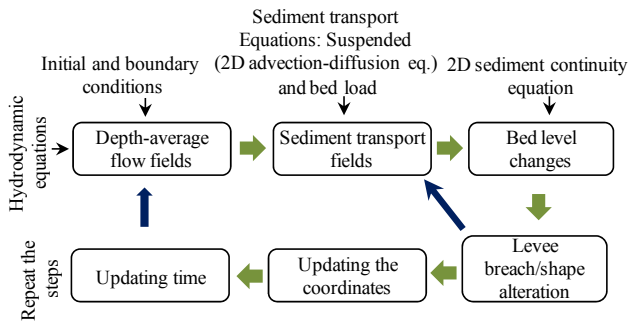 Sediment transport
Equations: Suspended
(2D advection-diffusion eq.)
and bed load
Initial and boundary
conditions
2D sediment continuity
equation
Hydrodynamic
equations
Depth-average
flow fields
Sediment transport
fields
Bed level
changes
Repeat the
steps
Updating time
Updating the
coordinates
Levee
breach/shape
alteration